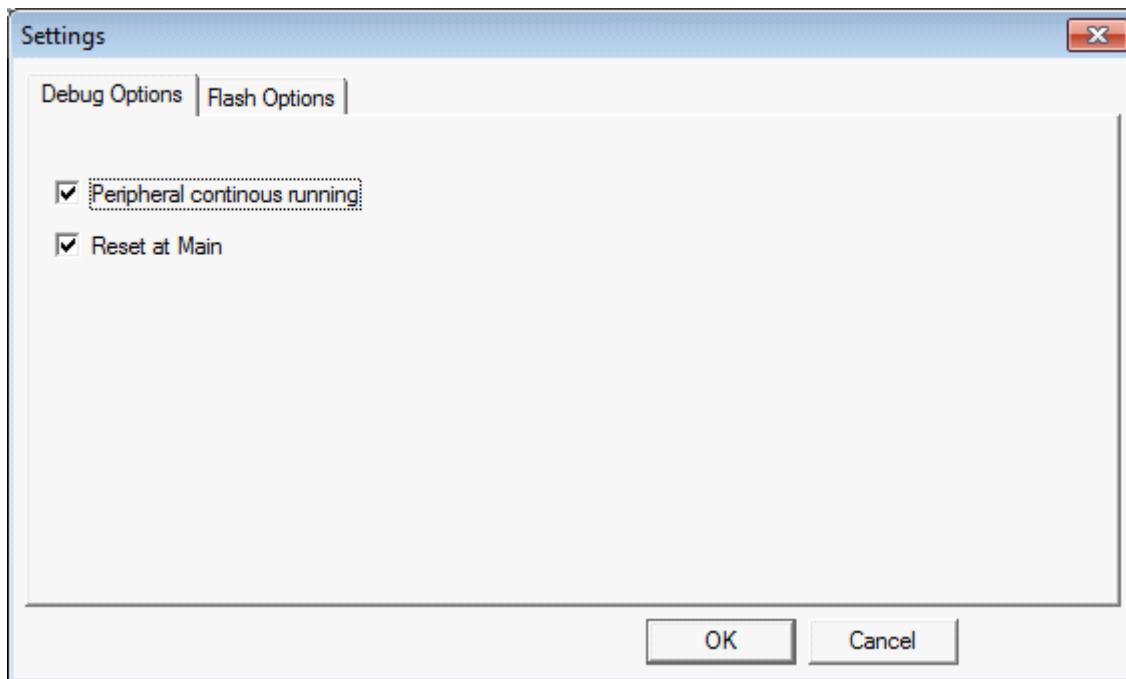 Settings
Debug Options Flash Options
Peripheral continous running
Reset at Main
OK Cancel